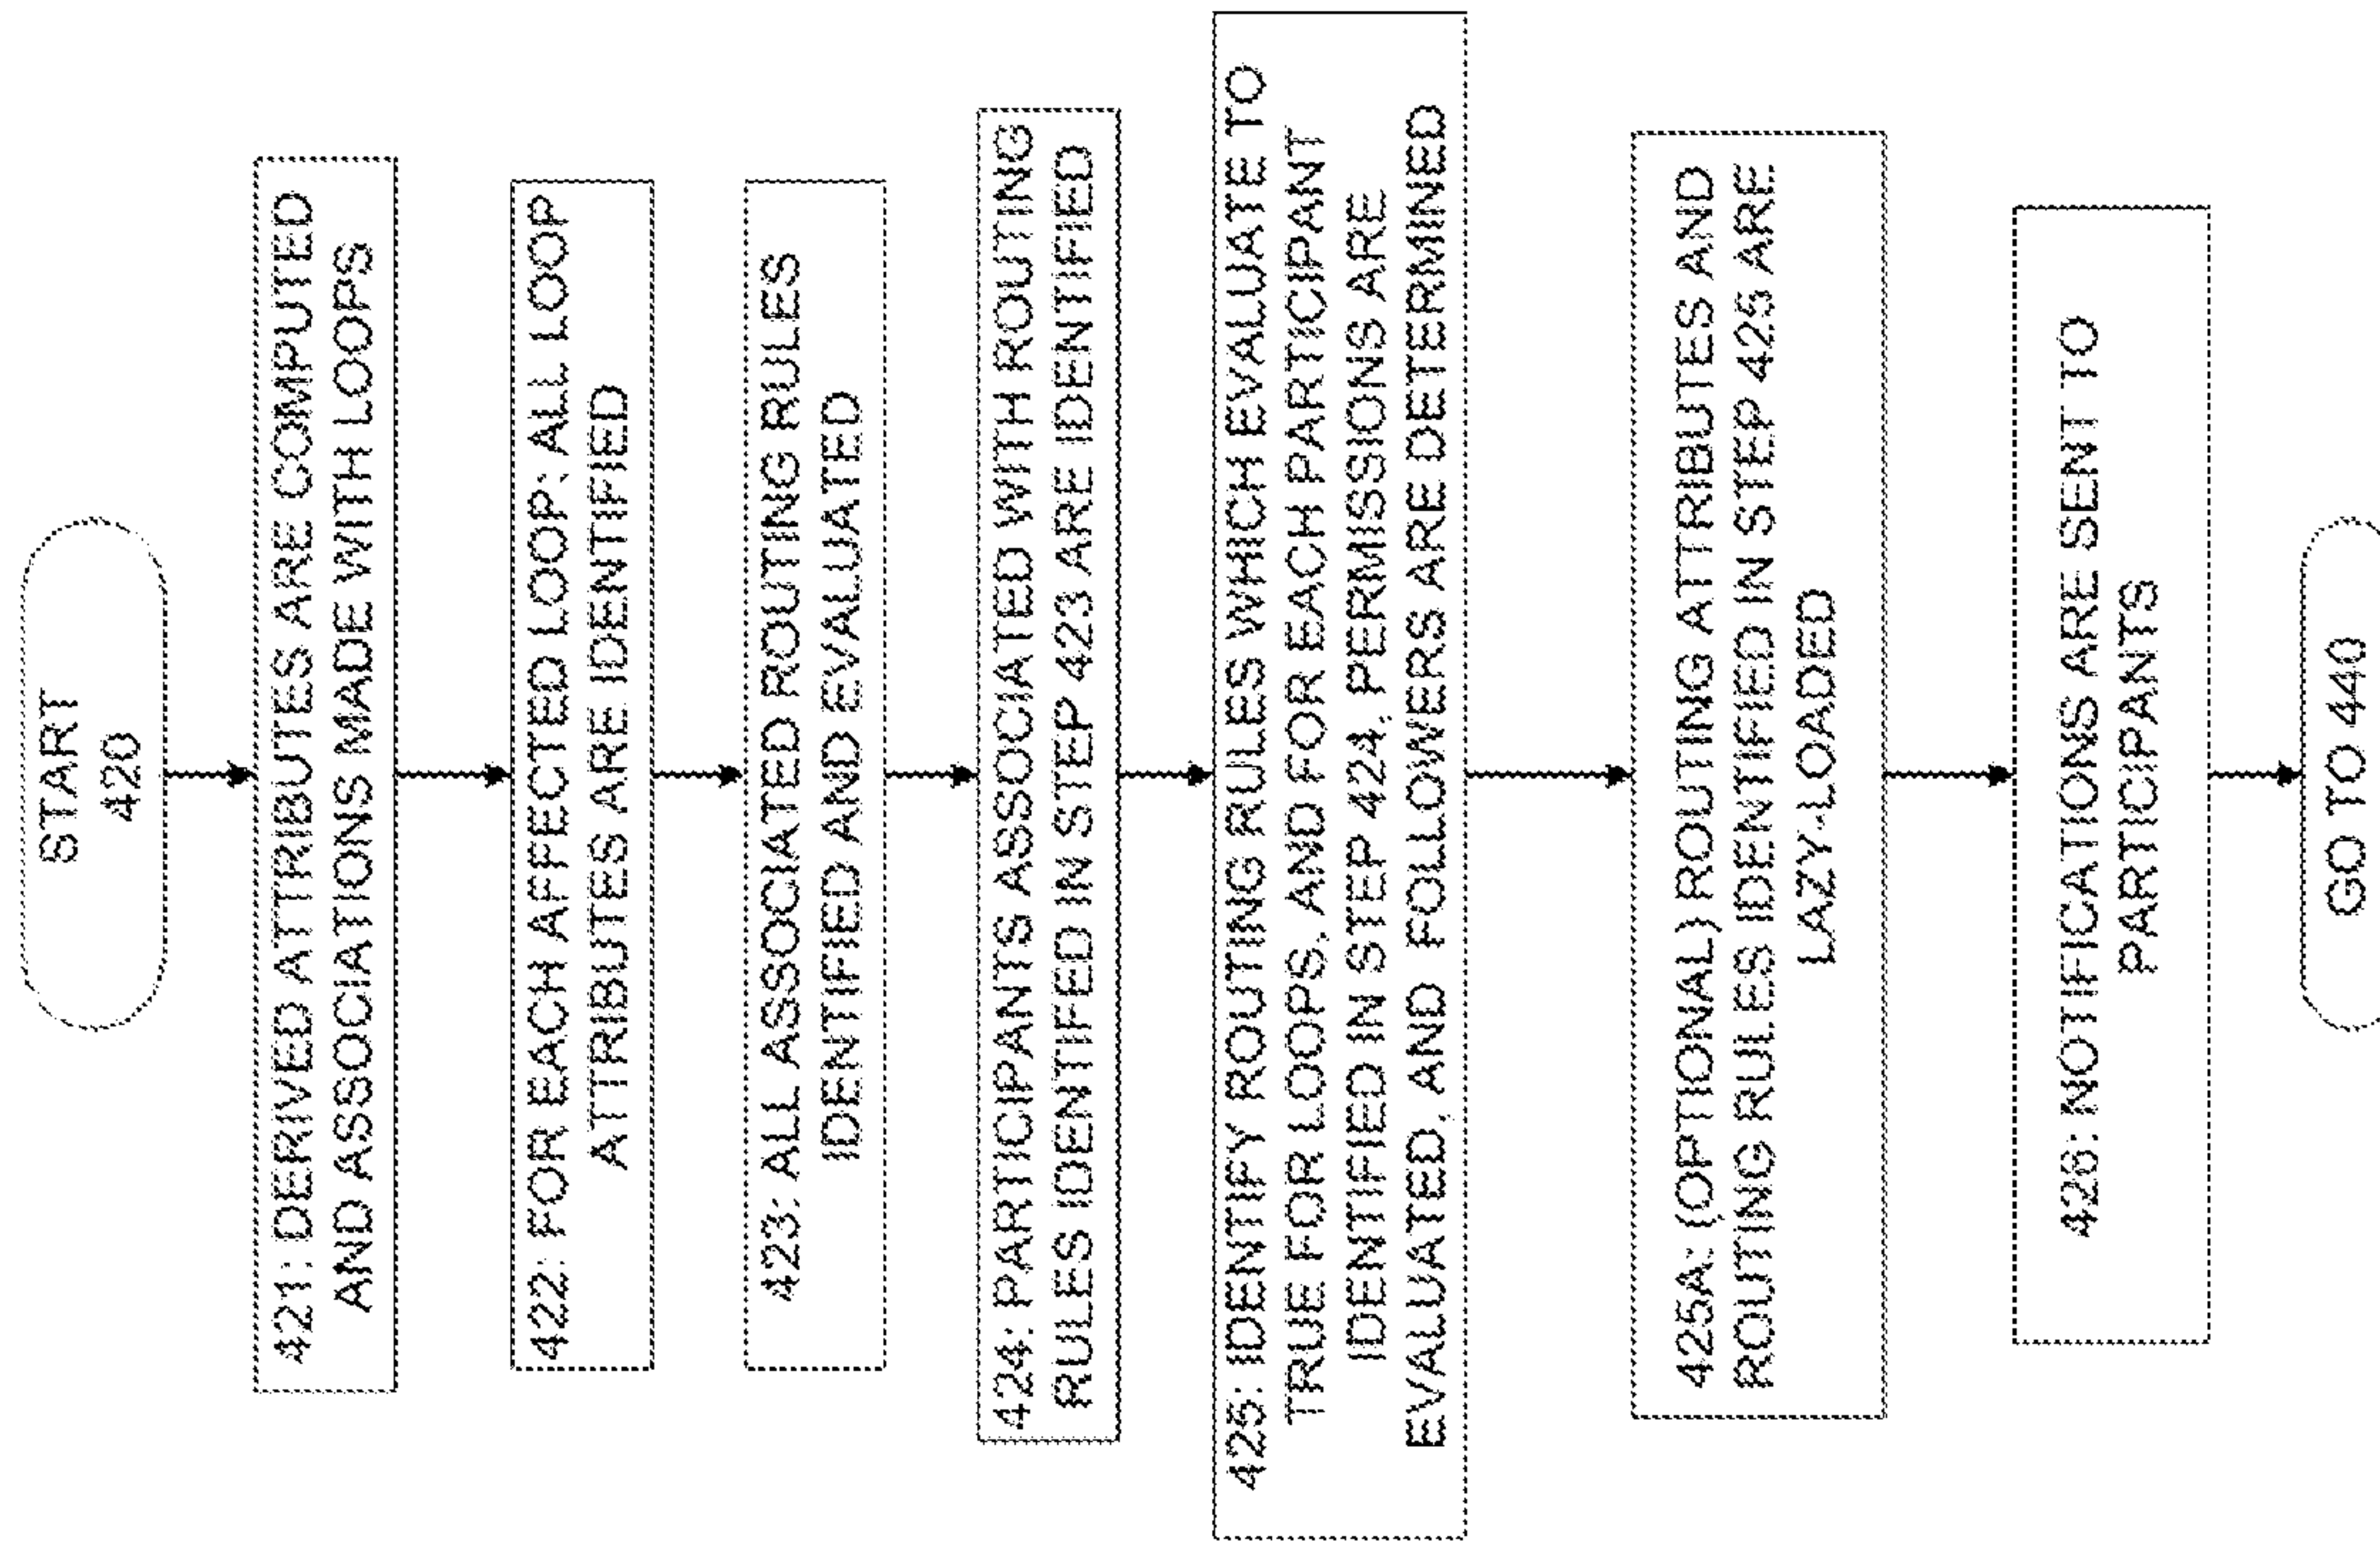 START
420
421: DERIVED ATTRIBUTES ARE COMPUTED
AND ASSOCIATIONS MADE WITH LOOPS
422: FOR EACH AFFECTED LOOP: ALL LOOP
ATTRIBUTES ARE IDENTIFIED
423: ALL ASSOCIATED ROUTING RULES
IDENTIFIED AND EVALUATED
424: PARTICIPANTS ASSOCIATED WITH ROUTING
RULES IDENTIFED IN STEP 423 ARE IDENTIFIED
425: IDENTIFY ROUTING RULES WHICH EVALUATE TO
TRUE FOR LOOPS, AND FOR EACH PARTICIPANT
IDENTIFIED IN STEP 424, PERMISSIONS ARE
EVALUATED, AND FOLLOWERS ARE DETERMINED
425A: (OPTIONAL) ROUTING ATTRIBUTES AND
ROUTING RULES IDENTIFIED IN STEP 425 ARE
LAZY-LOADED
426: NOTIFICATIONS ARE SENT TO
PARTICIPANTS
GO TO 440